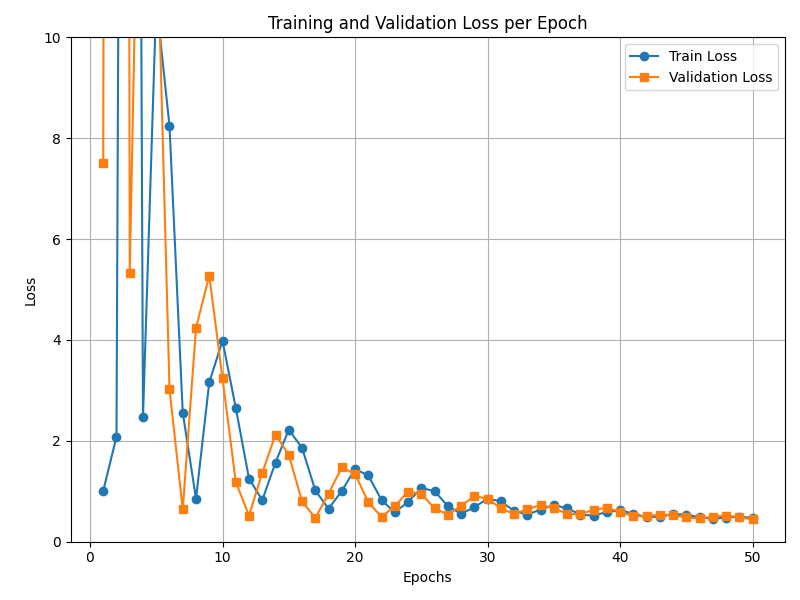 Training and Validation Loss per Epoch
Train Loss
Validation Loss
Loss
10
8
6
4
2
0
0 10 20 30 40 50
Epochs